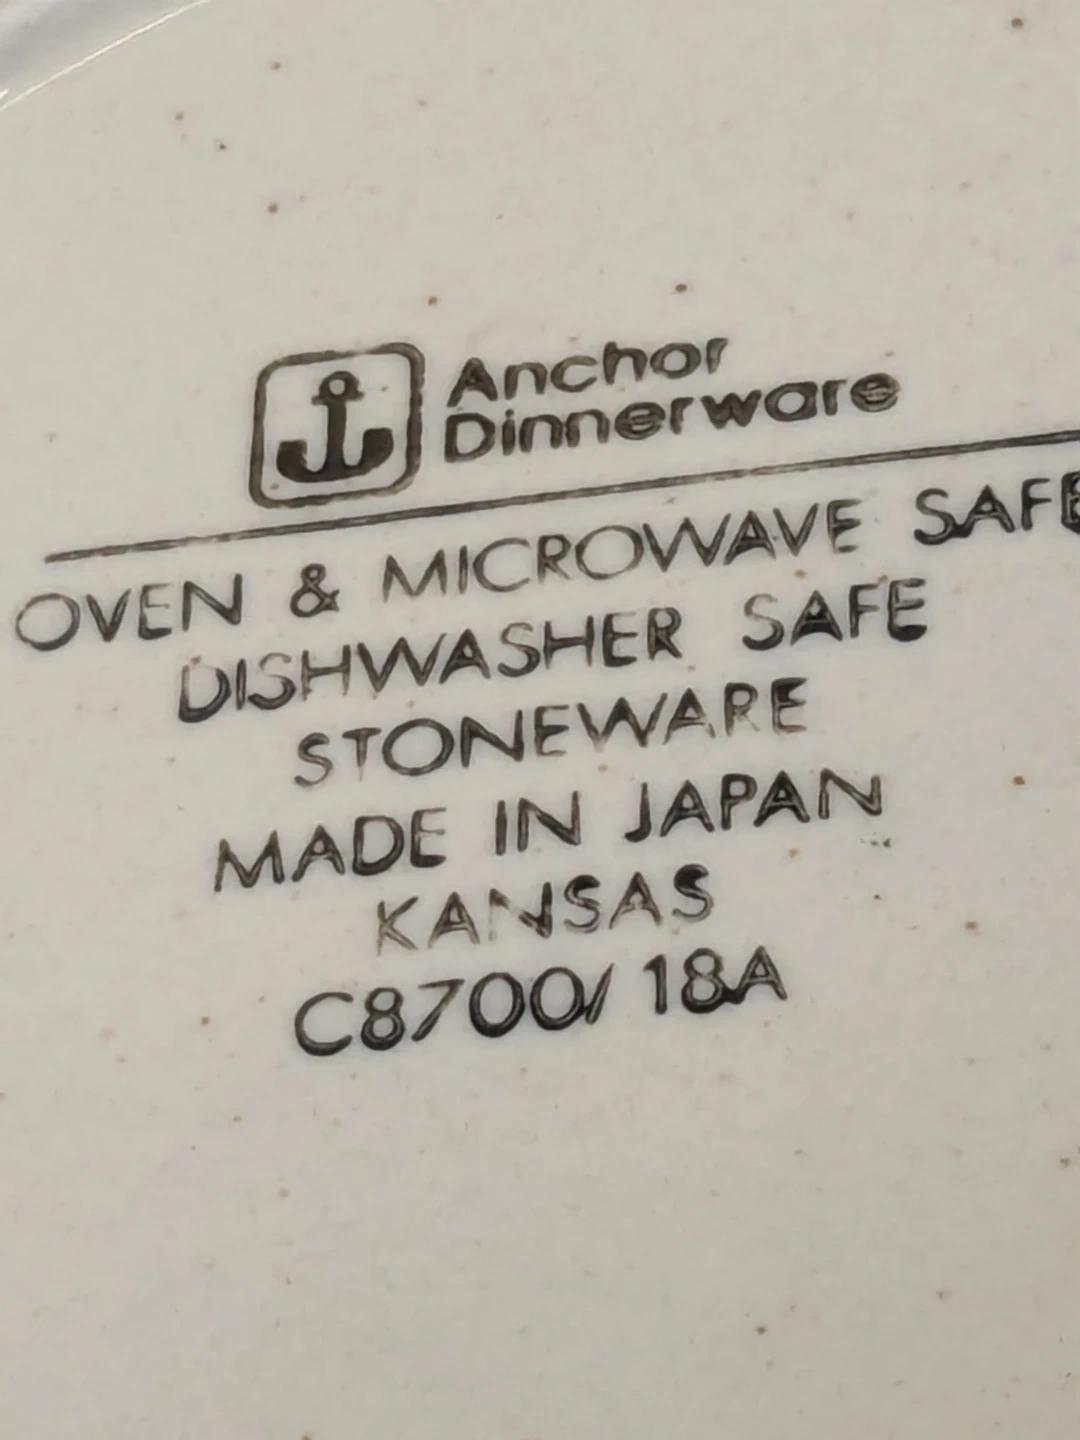 Anchor
Dinnerware
OVEN & MICROWAVE SAFE
DISHWASHER SAFE
STONEWARE
MADE IN JAPAN
KANSAS
C8700/18A